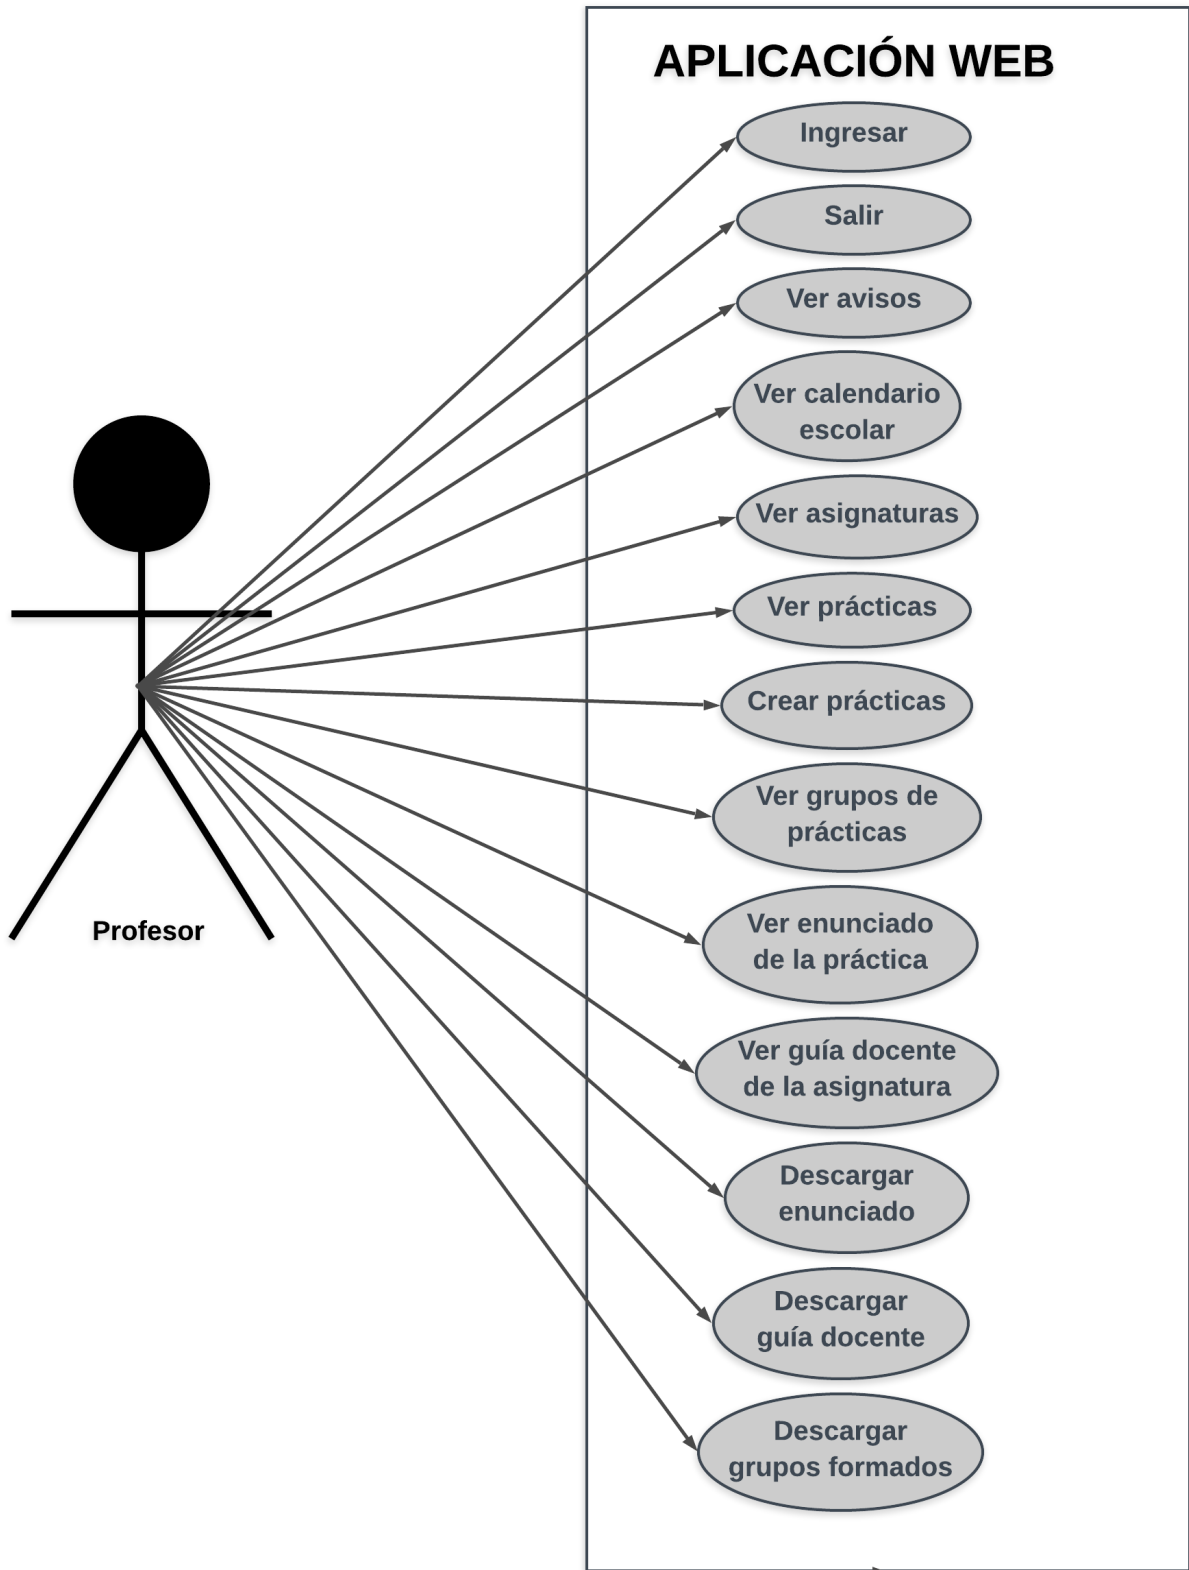 APLICACIÓN WEB
Ingresar
Salir
Ver avisos
Ver calendario
escolar
Ver asignaturas
Ver prácticas
Crear prácticas
Ver grupos de
prácticas
Ver enunciado
de la práctica
Profesor
Ver guía docente
de la asignatura
Descargar
enunciado
Descargar
guía docente
Descargar
grupos formados